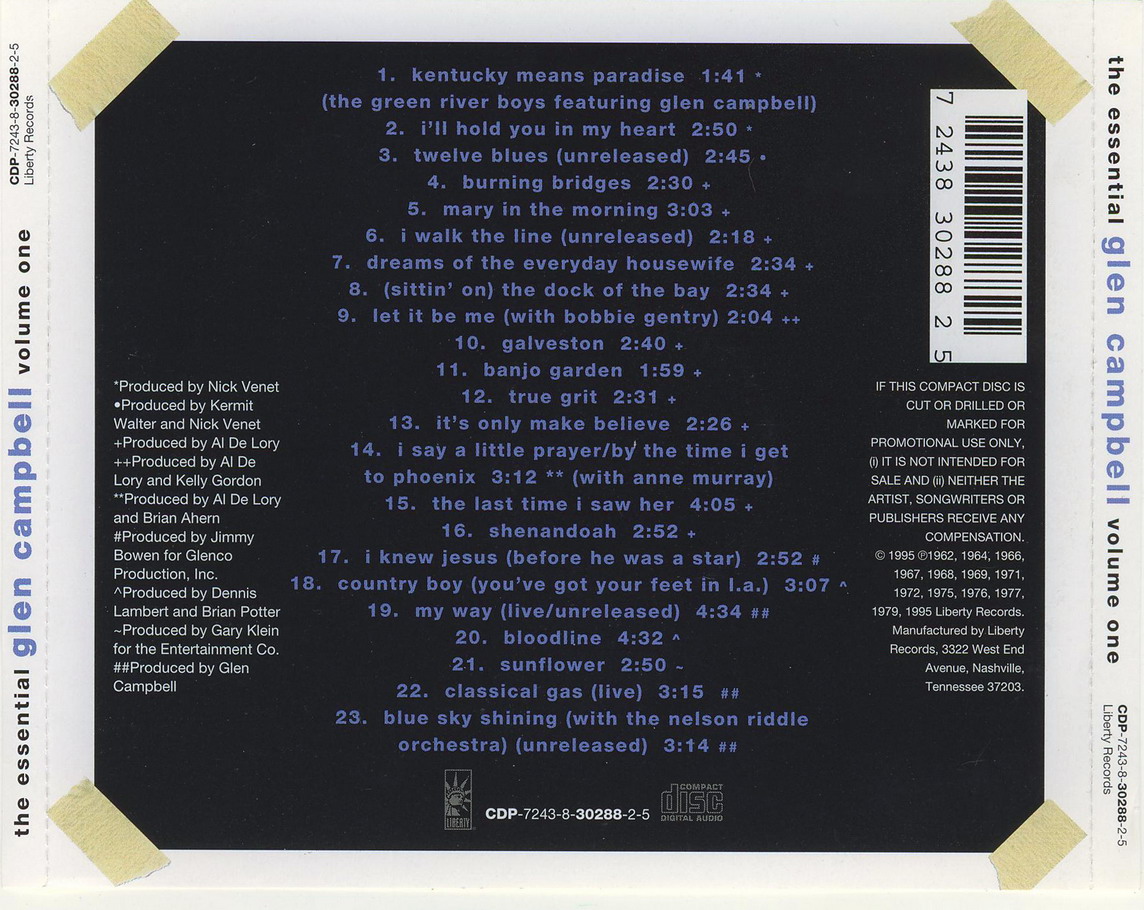 CDP-7243-8-30288-2-5
Liberty Records
the essential glen campbell volume one
1. kentucky means paradise 1:41 *
(the green river boys featuring glen campbell)
2. i'll hold you in my heart 2:50 *
3. twelve blues (unreleased) 2:45 •
4. burning bridges 2:30 +
5. mary in the morning 3:03 +
6. i walk the line (unreleased) 2:18 +
7. dreams of the everyday housewife 2:34 +
8. (sittin' on) the dock of the bay 2:34 +
9. let it be me (with bobbie gentry) 2:04 ++
10. galveston 2:40 +
11. banjo garden 1:59 +
12. true grit 2:31 +
13. it's only make believe 2:26 +
14. i say a little prayer/by the time i get
to phoenix 3:12 ** (with anne murray)
15. the last time i saw her 4:05 +
16. shenandoah 2:52 +
17. i knew jesus (before he was a star) 2:52 #
18. country boy (you've got your feet in l.a.) 3:07 ^
19. my way (live/unreleased) 4:34 ##
20. bloodline 4:32 ^
21. sunflower 2:50 ~
22. classical gas (live) 3:15 ##
23. blue sky shining (with the nelson riddle
orchestra) (unreleased) 3:14 ##
*Produced by Nick Venet
•Produced by Kermit
Walter and Nick Venet
+Produced by Al De Lory
++Produced by Al De
Lory and Kelly Gordon
**Produced by Al De Lory
and Brian Ahern
#Produced by Jimmy
Bowen for Glenco
Production, Inc.
^Produced by Dennis
Lambert and Brian Potter
~Produced by Gary Klein
for the Entertainment Co.
##Produced by Glen
Campbell
7 2438 30288 2 5
IF THIS COMPACT DISC IS
CUT OR DRILLED OR
MARKED FOR
PROMOTIONAL USE ONLY,
(i) IT IS NOT INTENDED FOR
SALE AND (ii) NEITHER THE
ARTIST, SONGWRITERS OR
PUBLISHERS RECEIVE ANY
COMPENSATION.
© 1995 ℗1962, 1964, 1966,
1967, 1968, 1969, 1971,
1972, 1975, 1976, 1977,
1979, 1995 Liberty Records.
Manufactured by Liberty
Records, 3322 West End
Avenue, Nashville,
Tennessee 37203.
LIBERTY
CDP-7243-8-30288-2-5
COMPACT
disc
DIGITAL AUDIO
the essential glen campbell volume one
CDP-7243-8-30288-2-5
Liberty Records